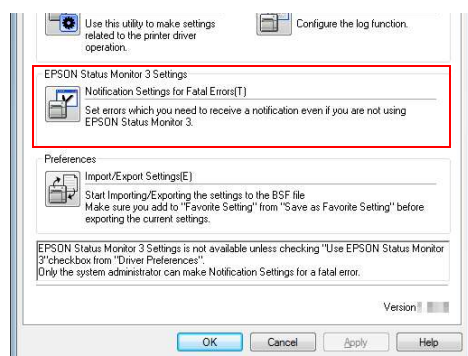 Use this utility to make settings
related to the printer driver
operation.
Configure the log function.
EPSON Status Monitor 3 Settings
Notification Settings for Fatal Errors(T)
Set errors which you need to receive a notification even if you are not using
EPSON Status Monitor 3.
Preferences
Import/Export Settings(E)
Start Importing/Exporting the settings to the BSF file
Make sure you add to "Favorite Setting" from "Save as Favorite Setting" before
exporting the current settings.
EPSON Status Monitor 3 Settings is not available unless checking "Use EPSON Status Monitor
3"checkbox from "Driver Preferences".
Only the system administrator can make Notification Settings for a fatal error.
Version
OK Cancel Apply Help